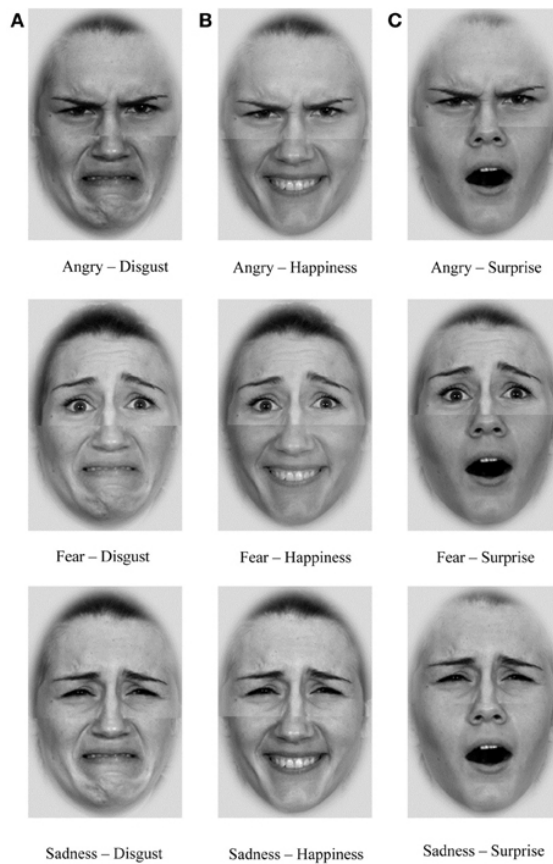 A B C
Angry – Disgust Angry – Happiness Angry – Surprise
Fear – Disgust Fear – Happiness Fear – Surprise
Sadness – Disgust Sadness – Happiness Sadness – Surprise